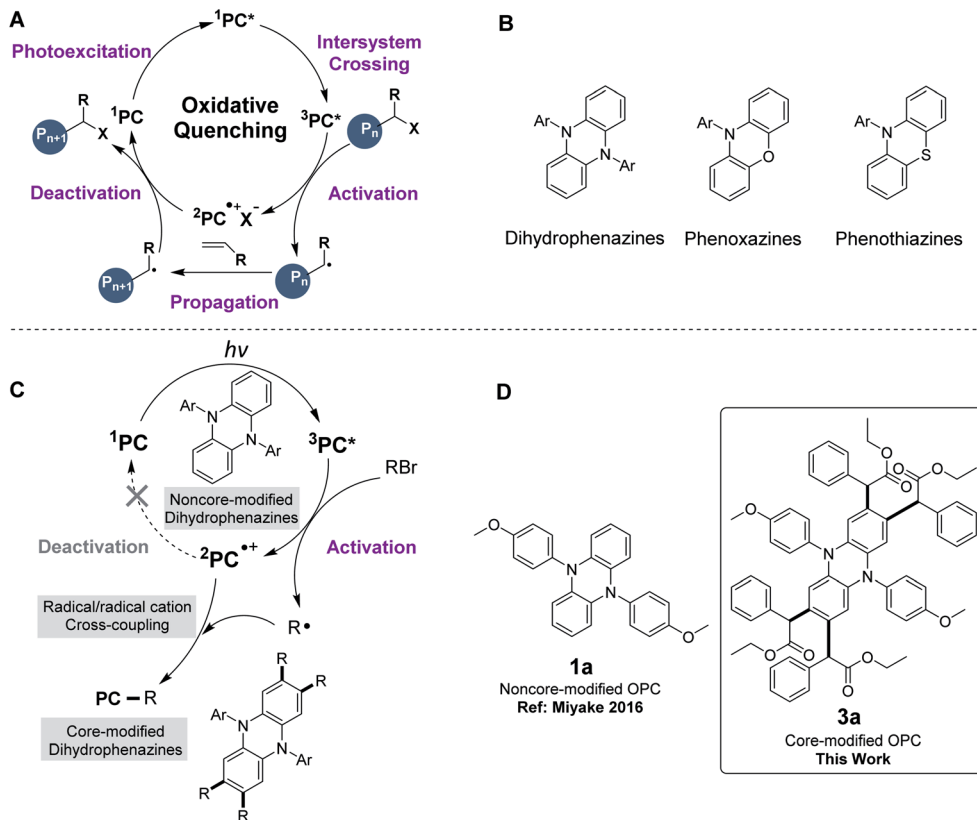 A
¹PC*
Photoexcitation
Intersystem
Crossing
R
X
Pn+1
¹PC
Oxidative
Quenching
³PC*
R
X
Pn
Deactivation
²PC•+X⁻
Activation
R
R
•
Pn+1
R
•
Pn
Propagation
B
Ar
N
N
Ar
Ar
N
O
Ar
N
S
Dihydrophenazines
Phenoxazines
Phenothiazines
C
hv
Ar
N
N
Ar
¹PC
³PC*
RBr
Noncore-modified
Dihydrophenazines
Deactivation
²PC•+
Activation
Radical/radical cation
Cross-coupling
R•
PC–R
Core-modified
Dihydrophenazines
R
R
Ar
N
N
Ar
R
R
D
O
N
N
O
1a
Noncore-modified OPC
Ref: Miyake 2016
O
O
O
O
O
N
N
O
O
O
O
O
3a
Core-modified OPC
This Work